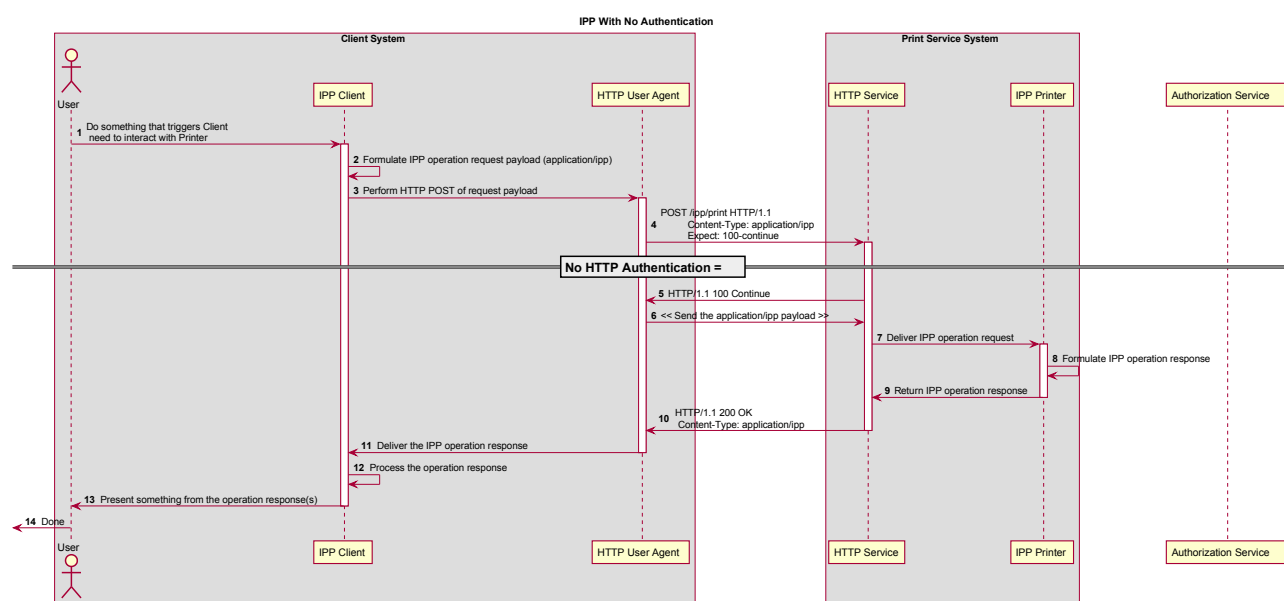 IPP With No Authentication
Client System
Print Service System
User
IPP Client
HTTP User Agent
HTTP Service
IPP Printer
Authorization Service
1 Do something that triggers Client
need to interact with Printer
2 Formulate IPP operation request payload (application/ipp)
3 Perform HTTP POST of request payload
POST /ipp/print HTTP/1.1
4 Content-Type: application/ipp
Expect: 100-continue
No HTTP Authentication =
5 HTTP/1.1 100 Continue
6 << Send the application/ipp payload >>
7 Deliver IPP operation request
8 Formulate IPP operation response
9 Return IPP operation response
10 HTTP/1.1 200 OK
Content-Type: application/ipp
11 Deliver the IPP operation response
12 Process the operation response
13 Present something from the operation response(s)
14 Done
User
IPP Client
HTTP User Agent
HTTP Service
IPP Printer
Authorization Service